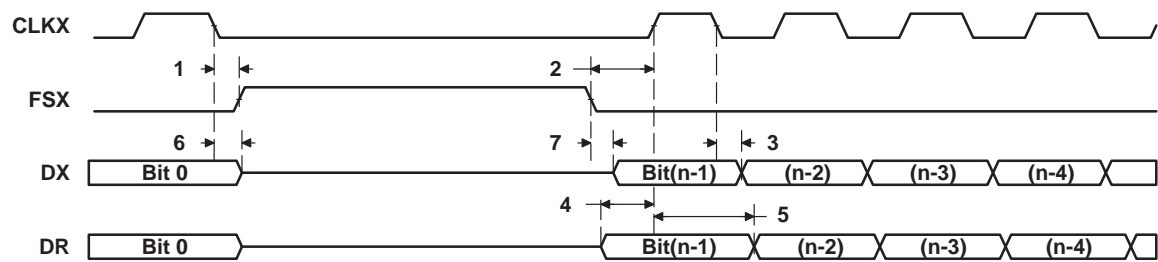 CLKX
1 2
FSX
6 7 3
DX Bit 0 Bit(n-1) (n-2) (n-3) (n-4)
4 5
DR Bit 0 Bit(n-1) (n-2) (n-3) (n-4)